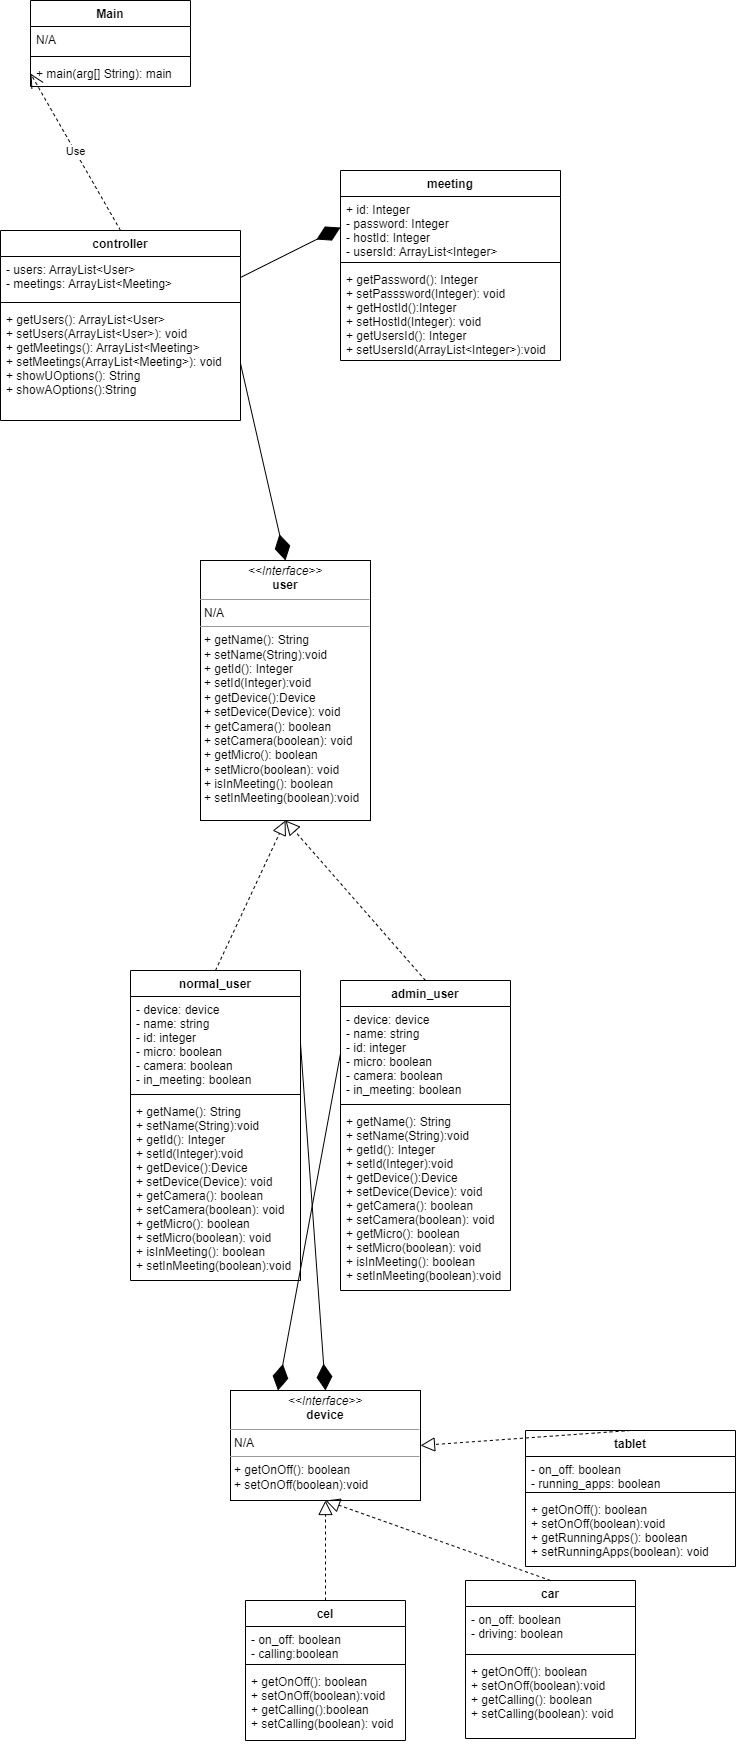 Main
N/A
+ main(arg[] String): main
Use
meeting
+ id: Integer
- password: Integer
- hostId: Integer
- usersId: ArrayList<Integer>
+ getPassword(): Integer
+ setPasssword(Integer): void
+ getHostId():Integer
+ setHostId(Integer): void
+ getUsersId(): Integer
+ setUsersId(ArrayList<Integer>):void
controller
- users: ArrayList<User>
- meetings: ArrayList<Meeting>
+ getUsers(): ArrayList<User>
+ setUsers(ArrayList<User>): void
+ getMeetings(): ArrayList<Meeting>
+ setMeetings(ArrayList<Meeting>): void
+ showUOptions(): String
+ showAOptions():String
<<Interface>>
user
N/A
+ getName(): String
+ setName(String):void
+ getId(): Integer
+ setId(Integer):void
+ getDevice():Device
+ setDevice(Device): void
+ getCamera(): boolean
+ setCamera(boolean): void
+ getMicro(): boolean
+ setMicro(boolean): void
+ isInMeeting(): boolean
+ setInMeeting(boolean):void
normal_user
- device: device
- name: string
- id: integer
- micro: boolean
- camera: boolean
- in_meeting: boolean
+ getName(): String
+ setName(String):void
+ getId(): Integer
+ setId(Integer):void
+ getDevice():Device
+ setDevice(Device): void
+ getCamera(): boolean
+ setCamera(boolean): void
+ getMicro(): boolean
+ setMicro(boolean): void
+ isInMeeting(): boolean
+ setInMeeting(boolean):void
admin_user
- device: device
- name: string
- id: integer
- micro: boolean
- camera: boolean
- in_meeting: boolean
+ getName(): String
+ setName(String):void
+ getId(): Integer
+ setId(Integer):void
+ getDevice():Device
+ setDevice(Device): void
+ getCamera(): boolean
+ setCamera(boolean): void
+ getMicro(): boolean
+ setMicro(boolean): void
+ isInMeeting(): boolean
+ setInMeeting(boolean):void
<<Interface>>
device
N/A
+ getOnOff(): boolean
+ setOnOff(boolean):void
tablet
- on_off: boolean
- running_apps: boolean
+ getOnOff(): boolean
+ setOnOff(boolean):void
+ getRunningApps(): boolean
+ setRunningApps(boolean): void
cel
- on_off: boolean
- calling:boolean
+ getOnOff(): boolean
+ setOnOff(boolean):void
+ getCalling():boolean
+ setCalling(boolean): void
car
- on_off: boolean
- driving: boolean
+ getOnOff(): boolean
+ setOnOff(boolean):void
+ getCalling(): boolean
+ setCalling(boolean): void